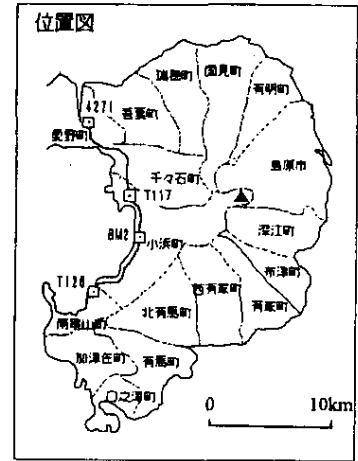 位置図
瑞穂町
国見町
有明町
吾妻町
4271
愛野町
島原市
千々石町
T117
深江町
BM2
小浜町
布津町
西有家町
有家町
T126
北有馬町
南串山町
加津佐町
有馬町
口之津町
0
10km